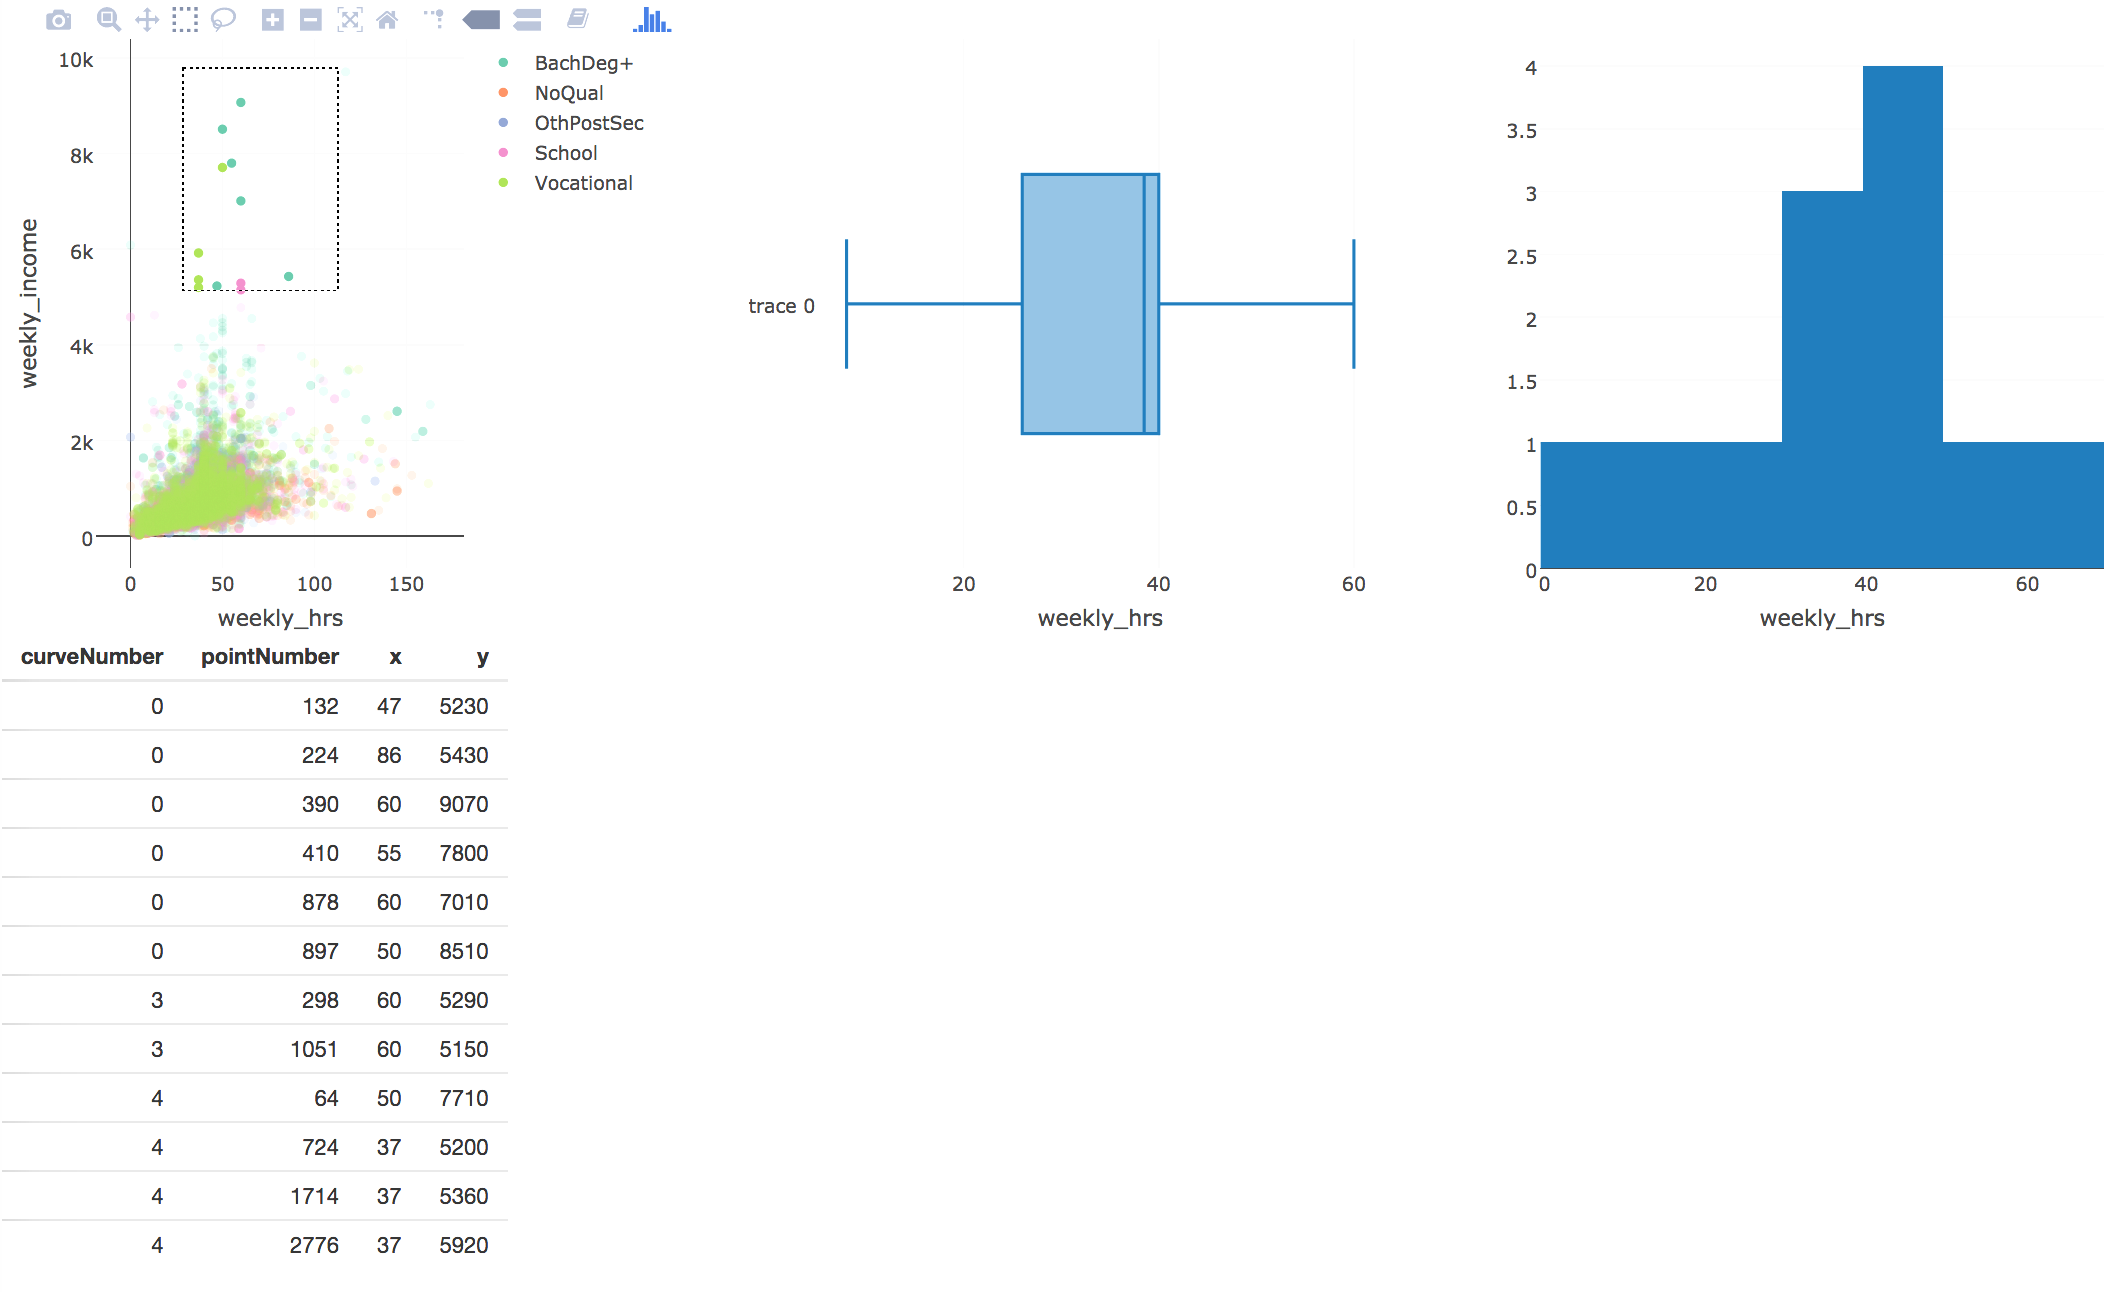 10k
8k
6k
4k
2k
0
weekly_income
0 50 100 150
weekly_hrs
BachDeg+
NoQual
OthPostSec
School
Vocational
trace 0
20 40 60
weekly_hrs
4
3.5
3
2.5
2
1.5
1
0.5
0
0 20 40 60
weekly_hrs
curveNumber pointNumber x y
0 132 47 5230
0 224 86 5430
0 390 60 9070
0 410 55 7800
0 878 60 7010
0 897 50 8510
3 298 60 5290
3 1051 60 5150
4 64 50 7710
4 724 37 5200
4 1714 37 5360
4 2776 37 5920